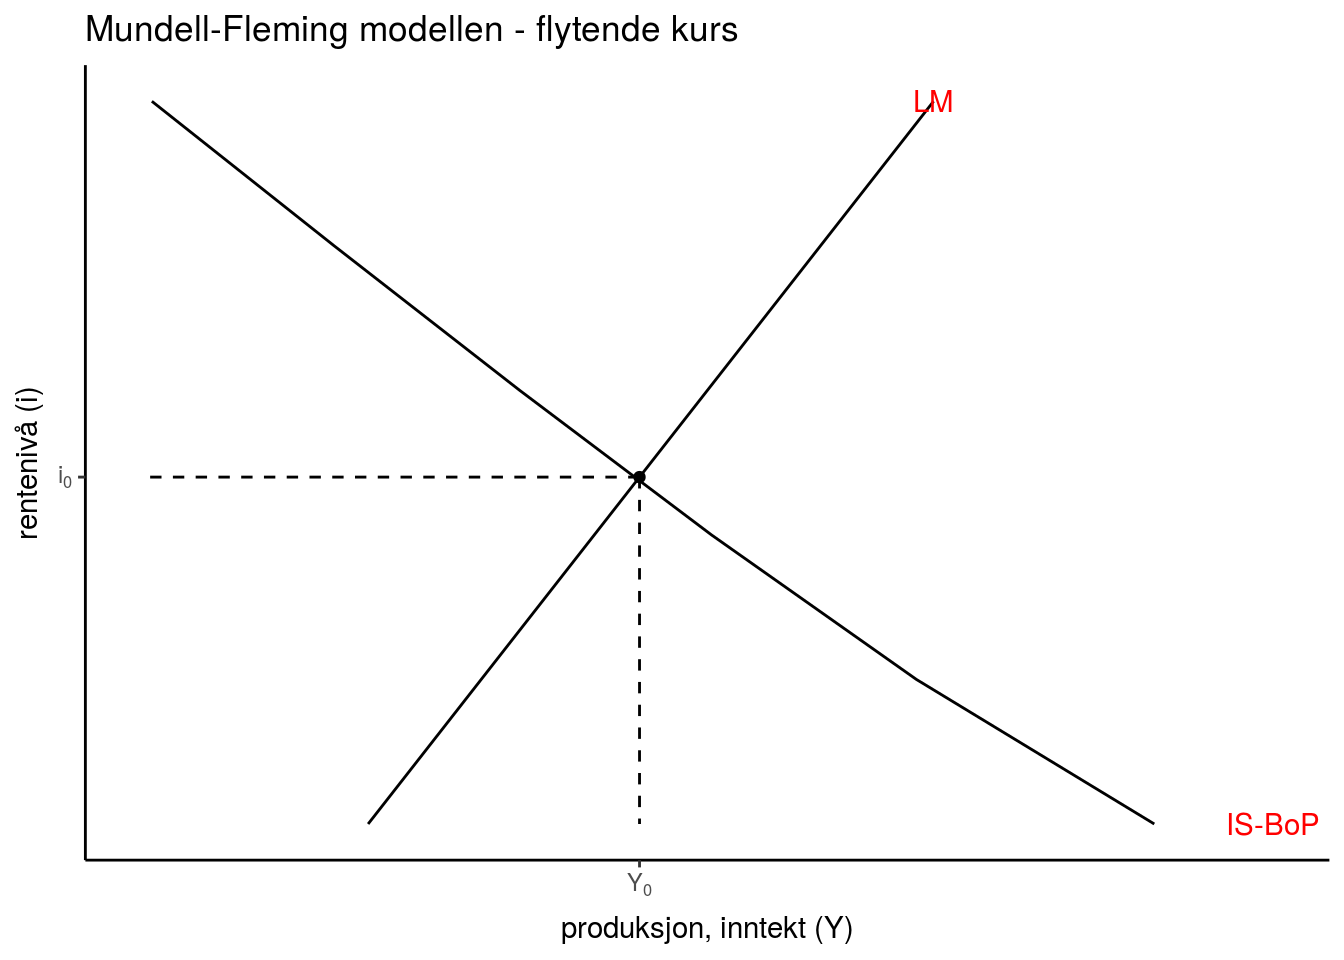 Mundell-Fleming modellen - flytende kurs
LM
rentenivå (i)
i₀
IS-BoP
Y₀
produksjon, inntekt (Y)